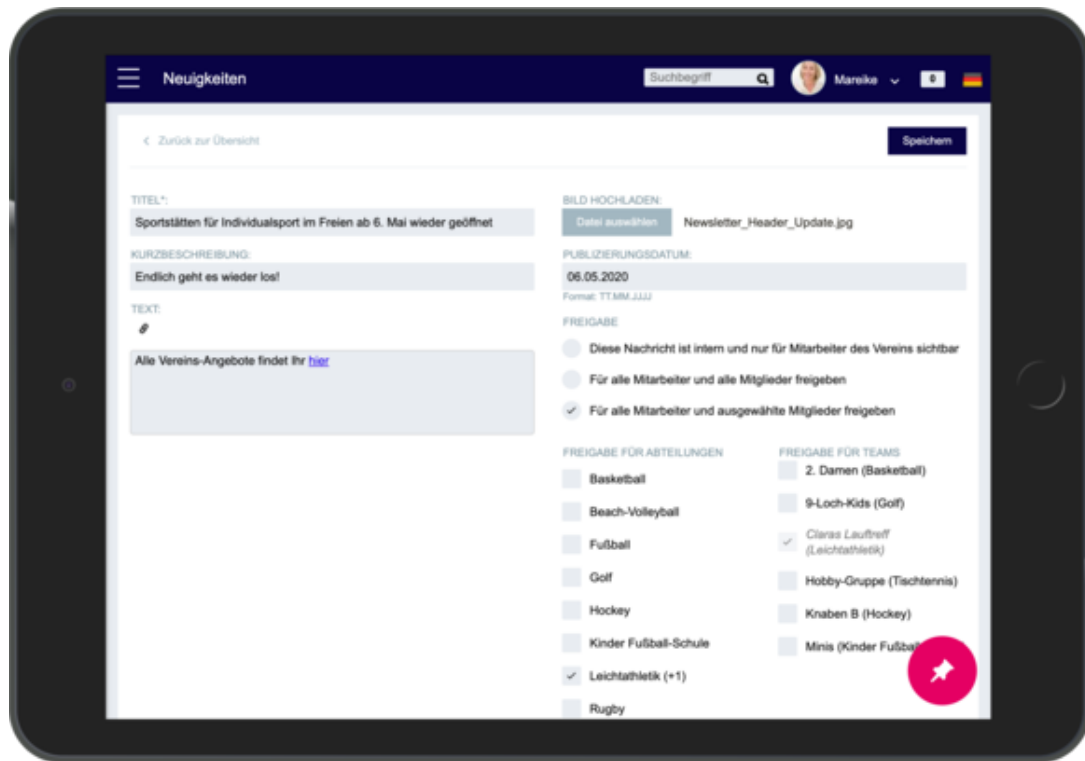 Neuigkeiten
Suchbegriff
Mareike
0
Zurück zur Übersicht
Speichern
TITEL*:
Sportstätten für Individualsport im Freien ab 6. Mai wieder geöffnet
KURZBESCHREIBUNG:
Endlich geht es wieder los!
TEXT:
Alle Vereins-Angebote findet Ihr hier
BILD HOCHLADEN:
Datei auswählen
Newsletter_Header_Update.jpg
PUBLIZIERUNGSDATUM:
06.05.2020
Format: TT.MM.JJJJ
FREIGABE
Diese Nachricht ist intern und nur für Mitarbeiter des Vereins sichtbar
Für alle Mitarbeiter und alle Mitglieder freigeben
Für alle Mitarbeiter und ausgewählte Mitglieder freigeben
FREIGABE FÜR ABTEILUNGEN
Basketball
Beach-Volleyball
Fußball
Golf
Hockey
Kinder Fußball-Schule
Leichtathletik (+1)
Rugby
FREIGABE FÜR TEAMS
2. Damen (Basketball)
9-Loch-Kids (Golf)
Claras Lauftreff
(Leichtathletik)
Hobby-Gruppe (Tischtennis)
Knaben B (Hockey)
Minis (Kinder